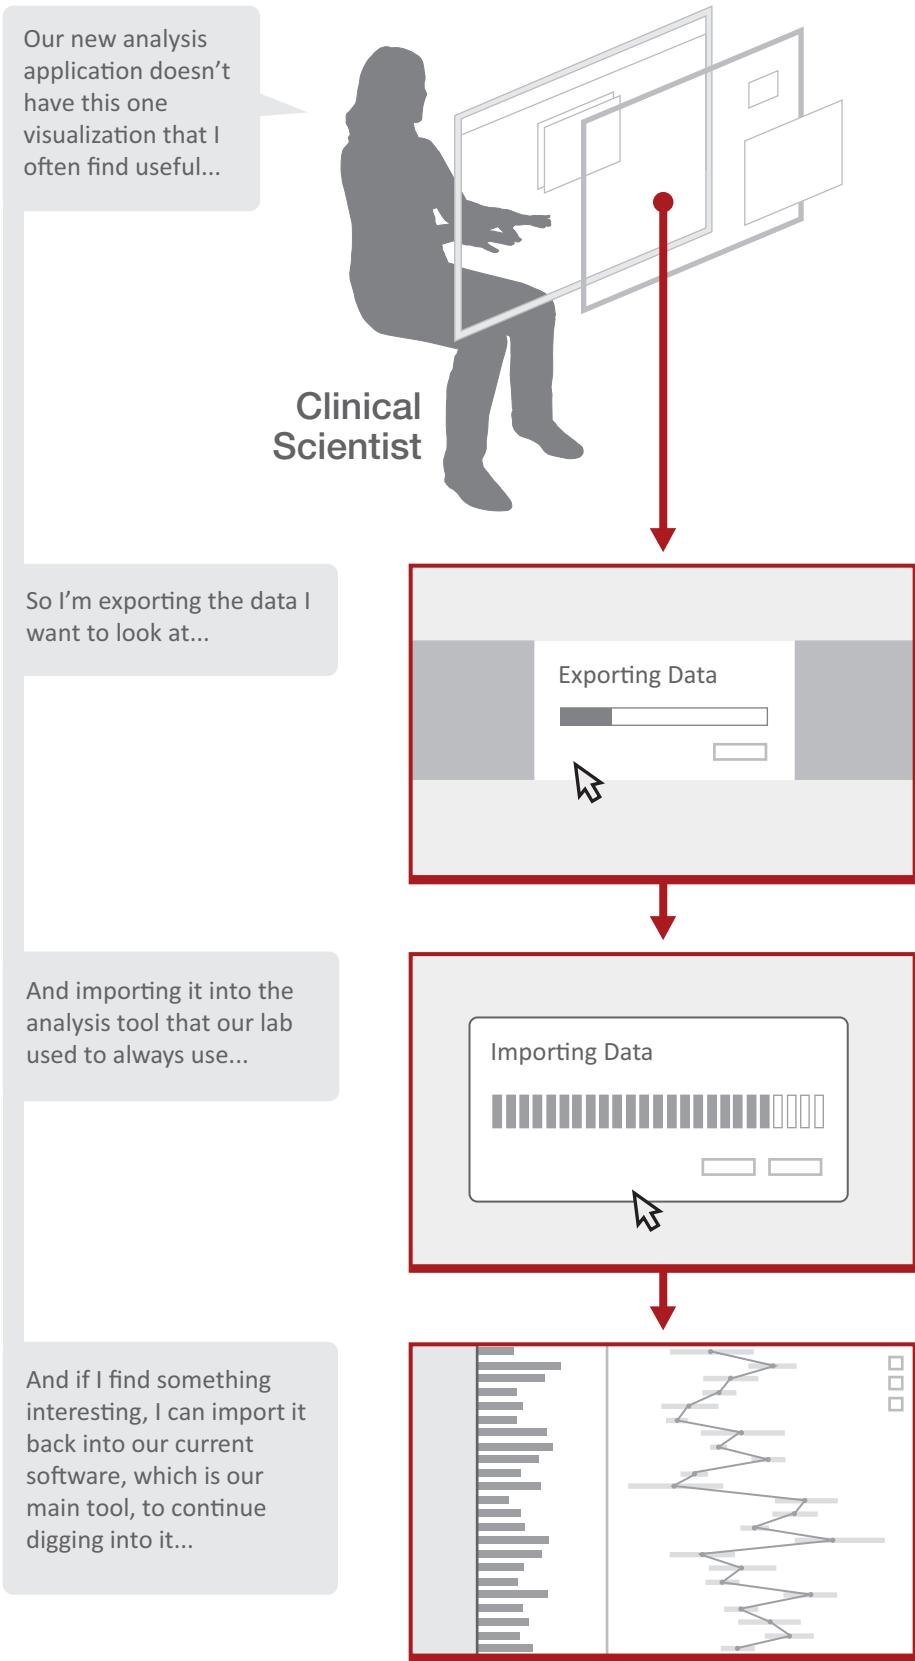 Our new analysis
application doesn't
have this one
visualization that I
often find useful...
Clinical
Scientist
So I'm exporting the data I
want to look at...
Exporting Data
And importing it into the
analysis tool that our lab
used to always use...
Importing Data
And if I find something
interesting, I can import it
back into our current
software, which is our
main tool, to continue
digging into it...